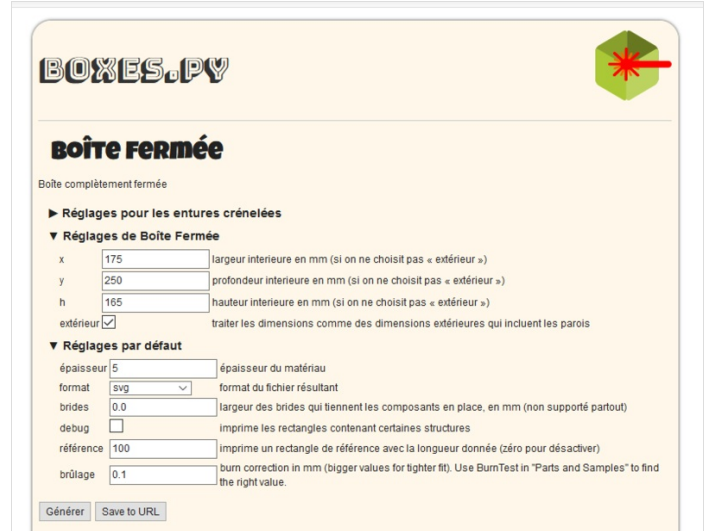 BOXES.PY
Boîte Fermée
Boîte complètement fermée
▶ Réglages pour les entures crénelées
▼ Réglages de Boîte Fermée
x 175 largeur interieure en mm (si on ne choisit pas « extérieur »)
y 250 profondeur interieure en mm (si on ne choisit pas « extérieur »)
h 165 hauteur interieure en mm (si on ne choisit pas « extérieur »)
extérieur traiter les dimensions comme des dimensions extérieures qui incluent les parois
▼ Réglages par défaut
épaisseur 5 épaisseur du matériau
format svg format du fichier résultant
brides 0.0 largeur des brides qui tiennent les composants en place, en mm (non supporté partout)
debug imprime les rectangles contenant certaines structures
référence 100 imprime un rectangle de référence avec la longueur donnée (zéro pour désactiver)
brûlage 0.1 burn correction in mm (bigger values for tighter fit). Use BurnTest in "Parts and Samples" to find
the right value.
Générer Save to URL